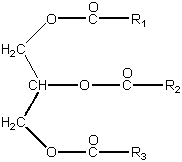 O
O C R₁
H₂C
O
CH O C R₂
H₂C
O
O C R₃